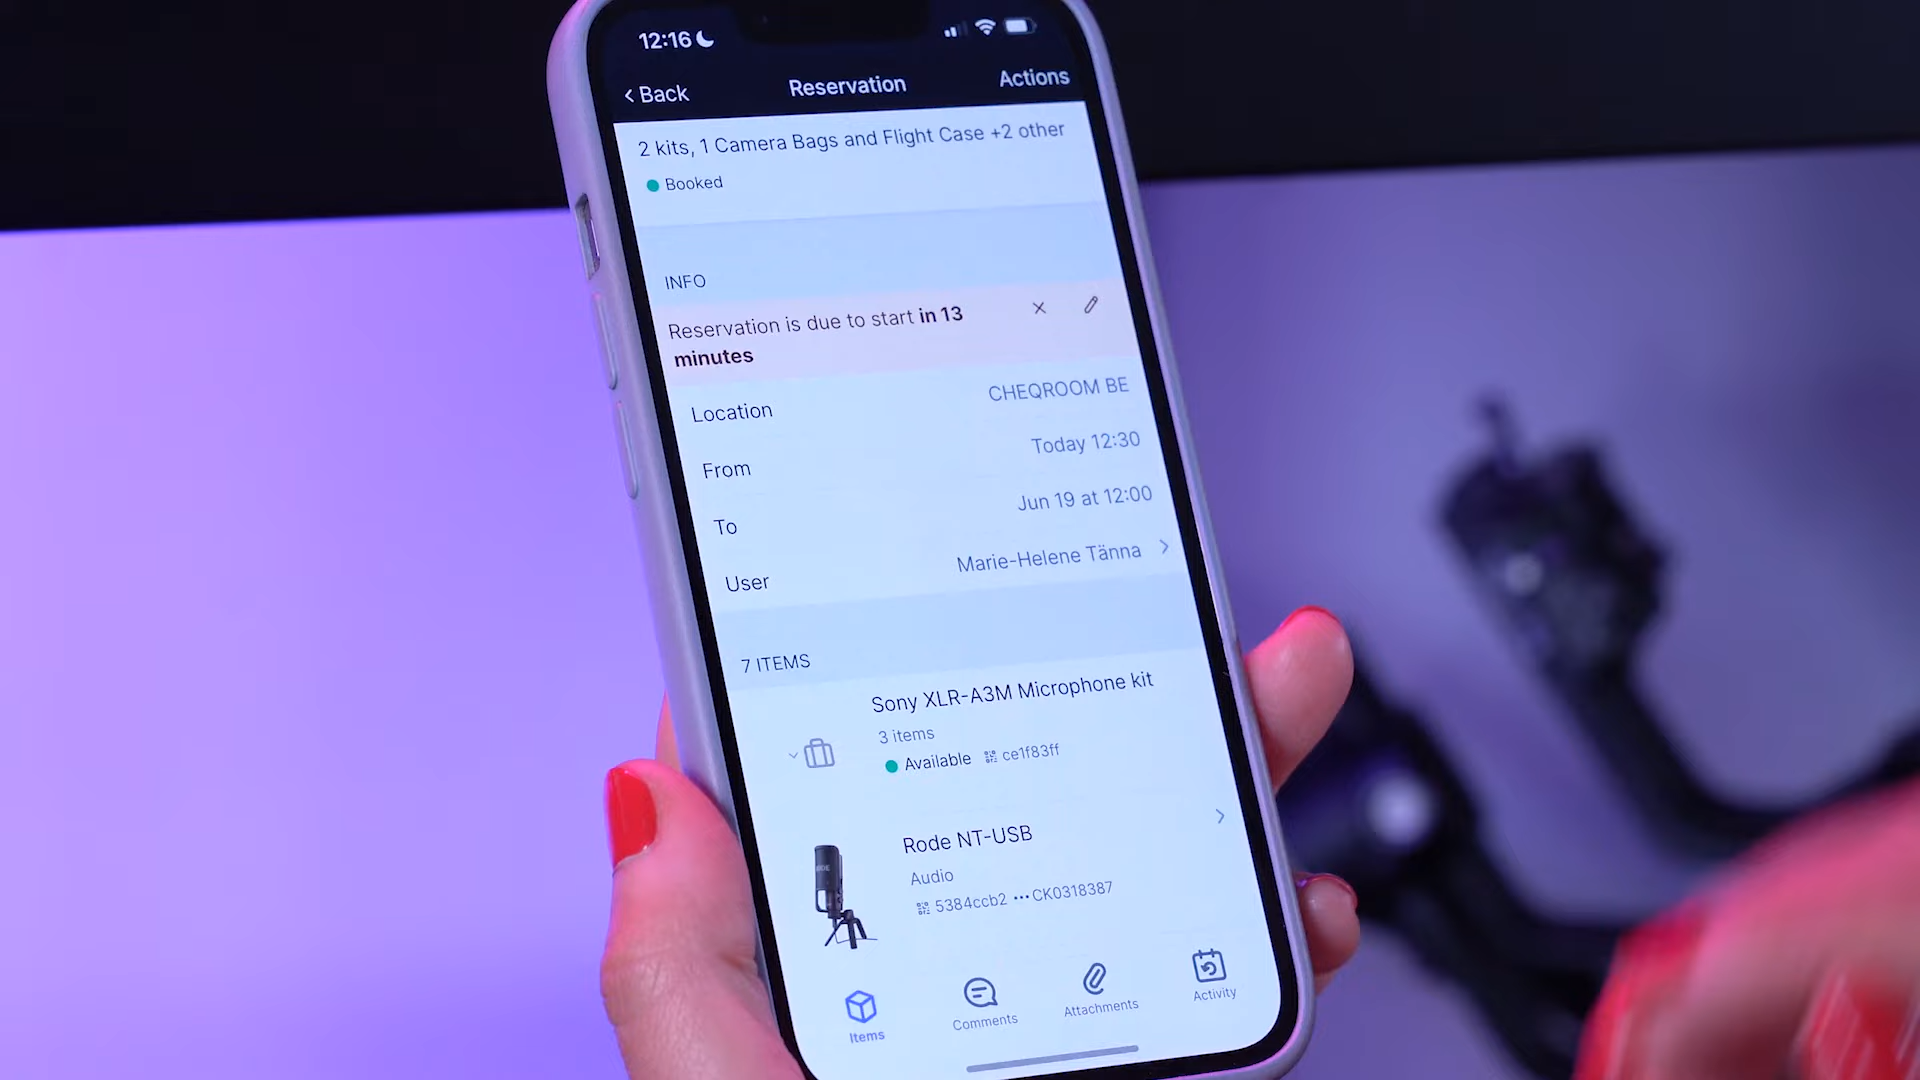 12:16
Back
Reservation
Actions
2 kits, 1 Camera Bags and Flight Case +2 other
Booked
INFO
Reservation is due to start in 13
minutes
Location
CHEQROOM BE
From
Today 12:30
To
Jun 19 at 12:00
User
Marie-Helene Tänna
7 ITEMS
Sony XLR-A3M Microphone kit
3 items
Available ce1f83ff
Rode NT-USB
Audio
5384ccb2 •••CK0318387
Items
Comments
Attachments
Activity